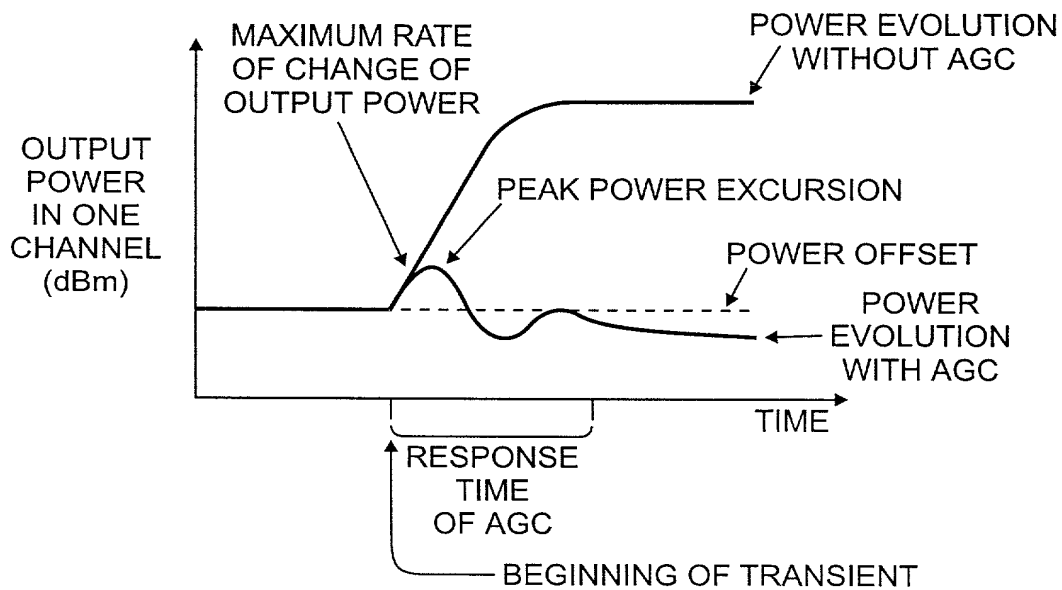 MAXIMUM RATE
OF CHANGE OF
OUTPUT POWER
POWER EVOLUTION
WITHOUT AGC
OUTPUT
POWER
IN ONE
CHANNEL
(dBm)
PEAK POWER EXCURSION
POWER OFFSET
POWER
EVOLUTION
WITH AGC
TIME
RESPONSE
TIME
OF AGC
BEGINNING OF TRANSIENT